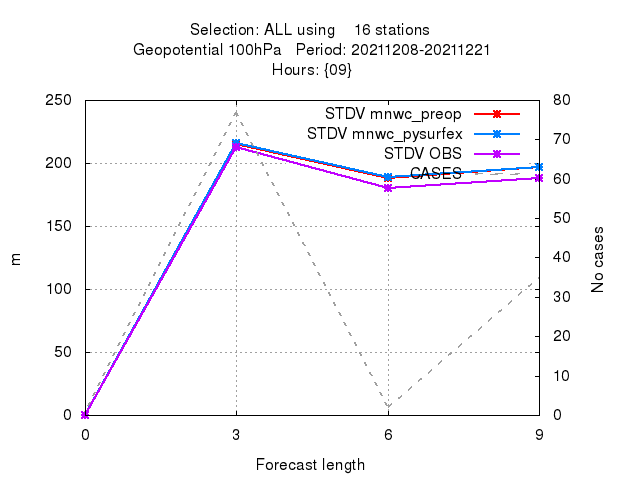 Selection: ALL using    16 stations
Geopotential 100hPa   Period: 20211208-20211221
Hours: {09}
250
200
150
100
50
0
m
STDV mnwc_preop
STDV mnwc_pysurfex
STDV OBS
CASES
80
70
60
50
40
30
20
10
0
No cases
0
3
6
9
Forecast length